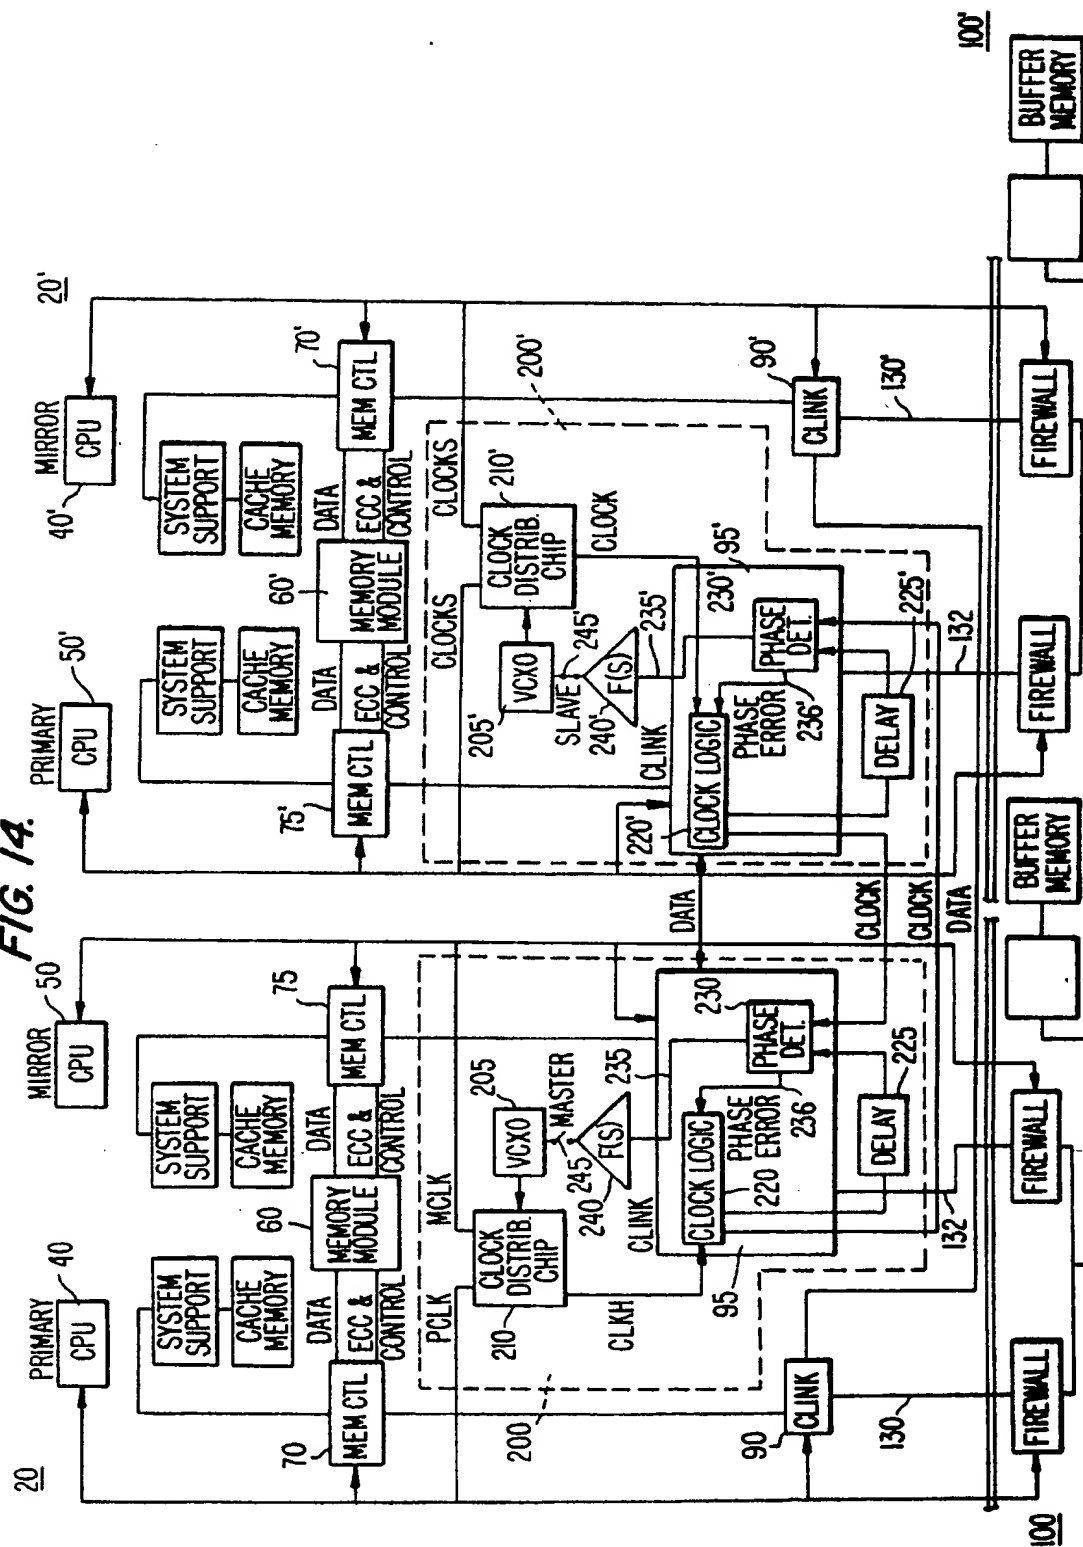 FIG. 14.
20
PRIMARY
40
CPU
MIRROR
50
CPU
SYSTEM
SUPPORT
CACHE
MEMORY
SYSTEM
SUPPORT
CACHE
MEMORY
DATA
60
DATA
75
70
MEM CTL
ECC &
CONTROL
MEMORY
MODULE
ECC &
CONTROL
MEM CTL
PCLK
MCLK
CLOCK
DISTRIB.
CHIP
210
VCXO
205
MASTER
245
240
F(S)
235
CLKH
CLINK
200
CLOCK LOGIC
220
PHASE
ERROR
236
PHASE
DET.
230
95
DELAY
225
90
CLINK
130
132
FIREWALL
FIREWALL
100
DATA
CLOCK
CLOCK
DATA
BUFFER
MEMORY
20'
PRIMARY
50'
CPU
MIRROR
40'
CPU
SYSTEM
SUPPORT
CACHE
MEMORY
SYSTEM
SUPPORT
CACHE
MEMORY
DATA
60'
DATA
70'
75'
MEM CTL
ECC &
CONTROL
MEMORY
MODULE
ECC &
CONTROL
MEM CTL
CLOCKS
CLOCKS
CLOCK
DISTRIB.
CHIP
210'
VCXO
205'
SLAVE
245'
240'
F(S)
235'
CLOCK
CLINK
200'
CLOCK LOGIC
220'
PHASE
ERROR
236'
PHASE
DET.
230'
95'
DELAY
225'
90'
CLINK
130'
132
FIREWALL
FIREWALL
100'
BUFFER
MEMORY